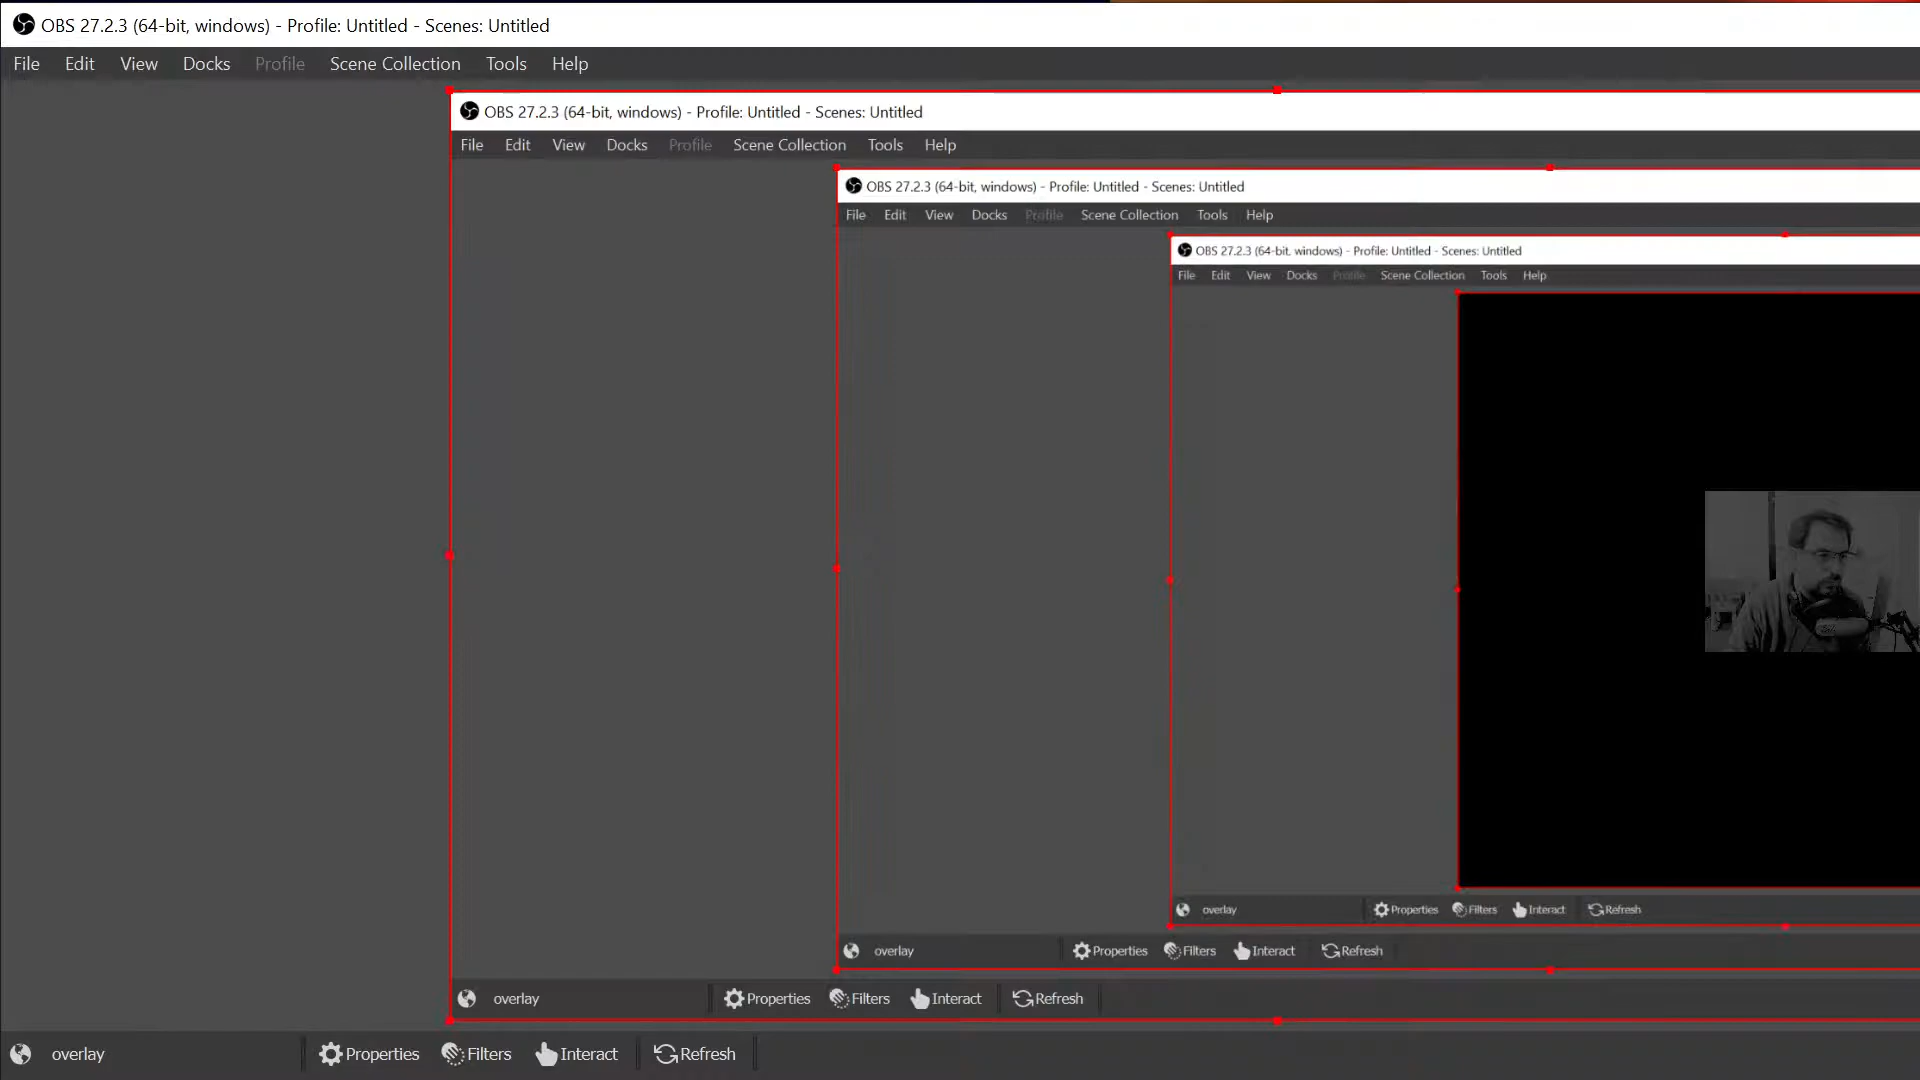 OBS 27.2.3 (64-bit, windows) - Profile: Untitled - Scenes: Untitled
File Edit View Docks Profile Scene Collection Tools Help
OBS 27.2.3 (64-bit, windows) - Profile: Untitled - Scenes: Untitled
File Edit View Docks Profile Scene Collection Tools Help
OBS 27.2.3 (64-bit, windows) - Profile: Untitled - Scenes: Untitled
File Edit View Docks Profile Scene Collection Tools Help
OBS 27.2.3 (64-bit, windows) - Profile: Untitled - Scenes: Untitled
File Edit View Docks Profile Scene Collection Tools Help
overlay Properties Filters Interact Refresh
overlay Properties Filters Interact Refresh
overlay Properties Filters Interact Refresh
overlay Properties Filters Interact Refresh